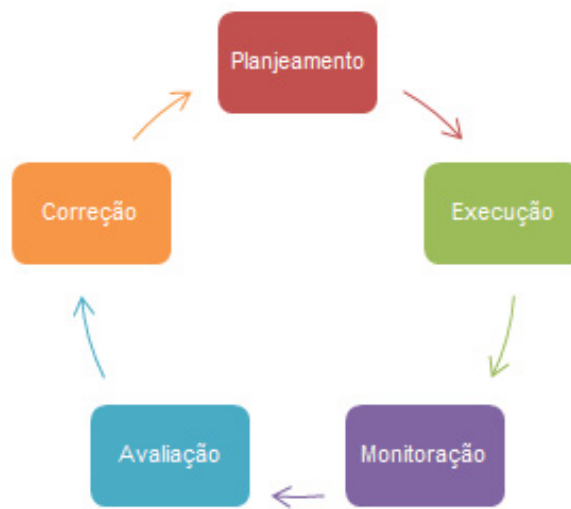 Planjeamento
Execução
Monitoração
Avaliação
Correção